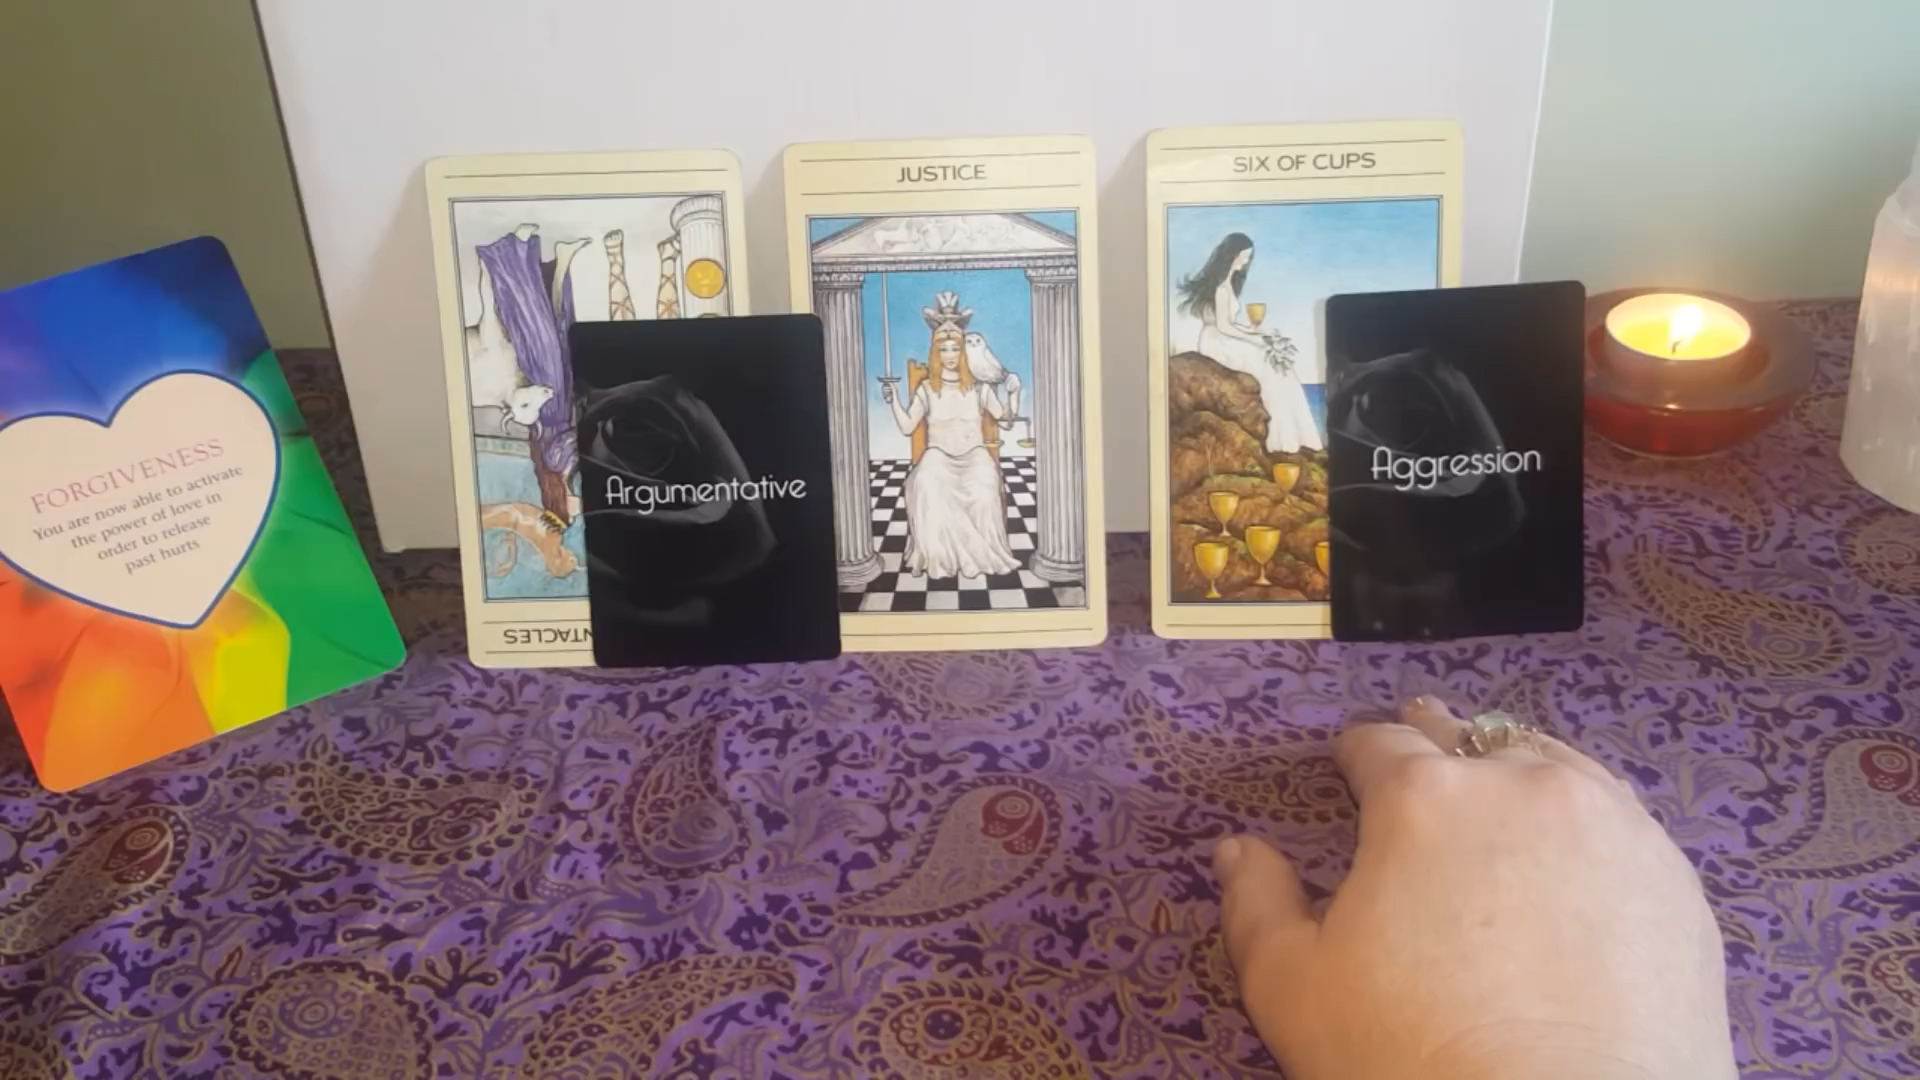 FORGIVENESS
You are now able to activate
the power of love in
order to release
past hurts
Argumentative
JUSTICE
SIX OF CUPS
Aggression